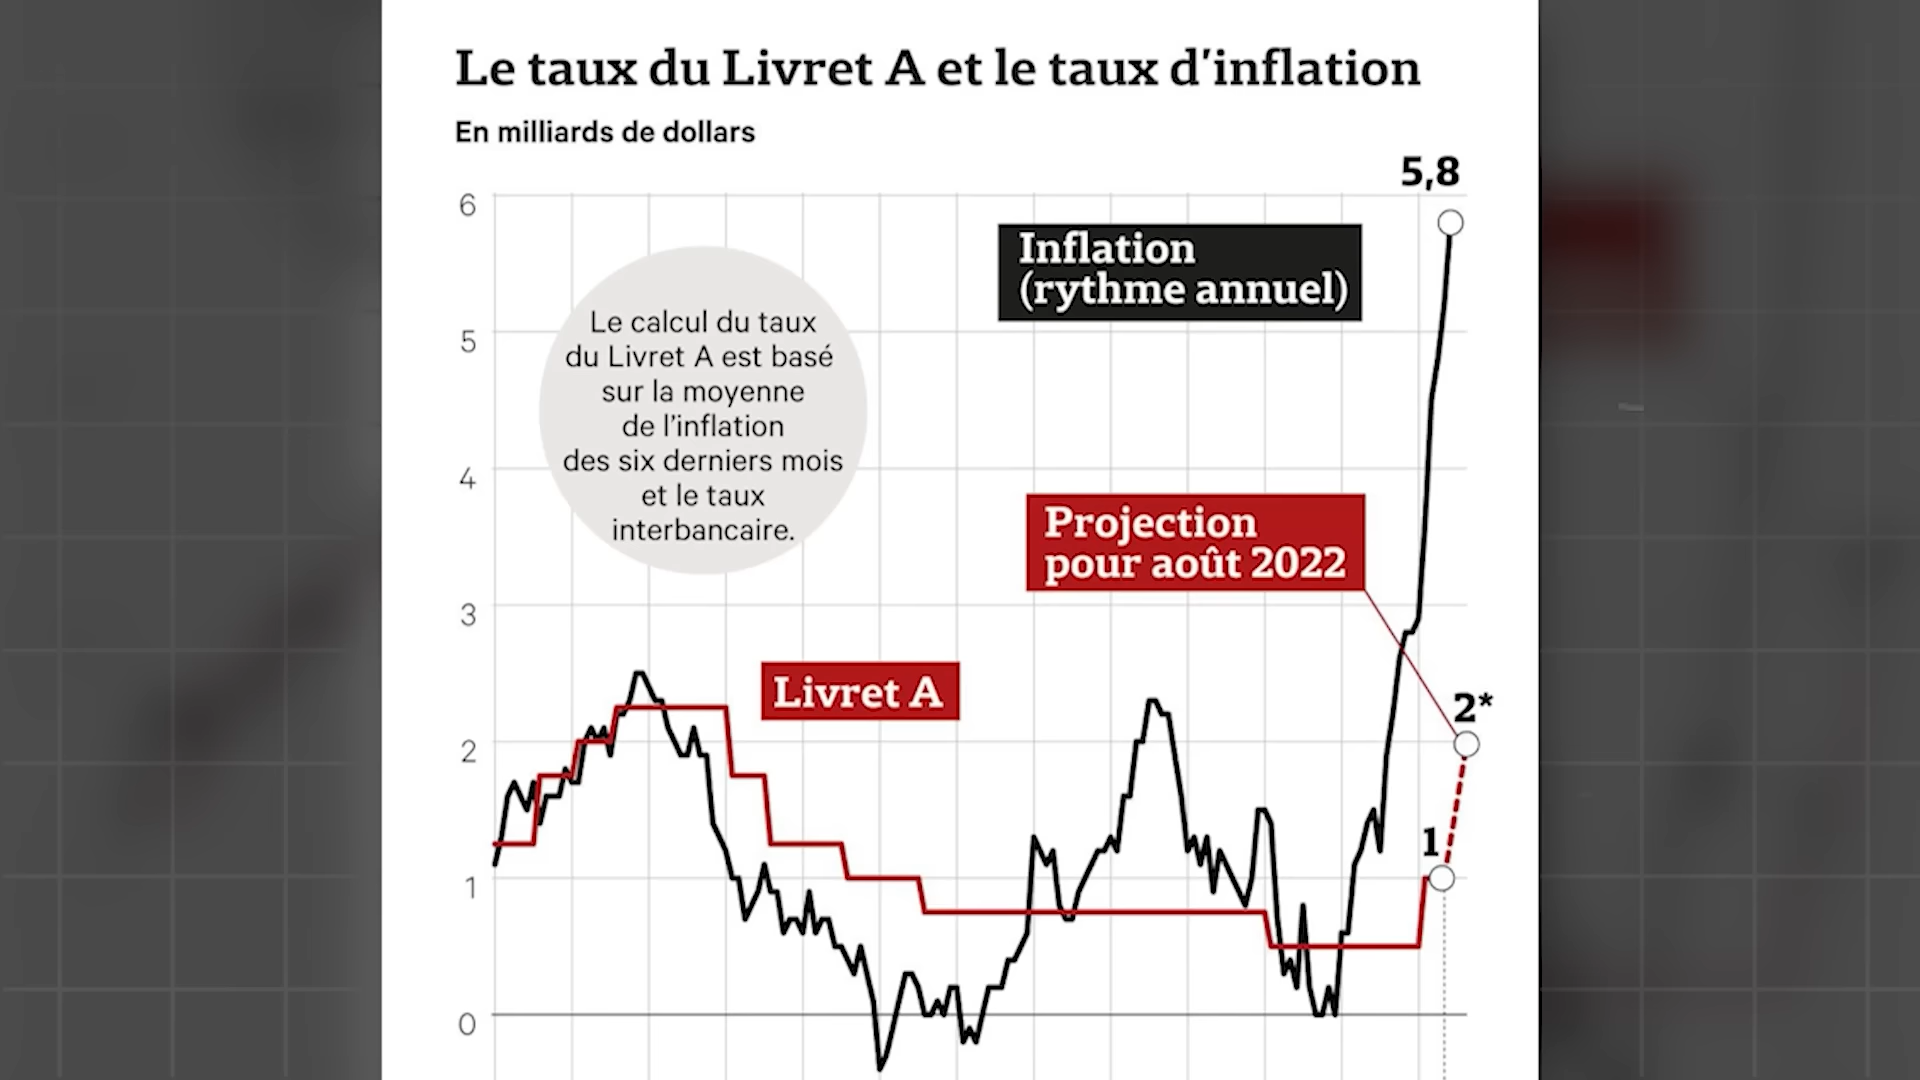 Le taux du Livret A et le taux d'inflation
En milliards de dollars
5,8
6
Inflation
(rythme annuel)
Le calcul du taux
du Livret A est basé
sur la moyenne
de l'inflation
des six derniers mois
et le taux
interbancaire.
5
4
Projection
pour août 2022
3
Livret A
2*
2
1
1
0